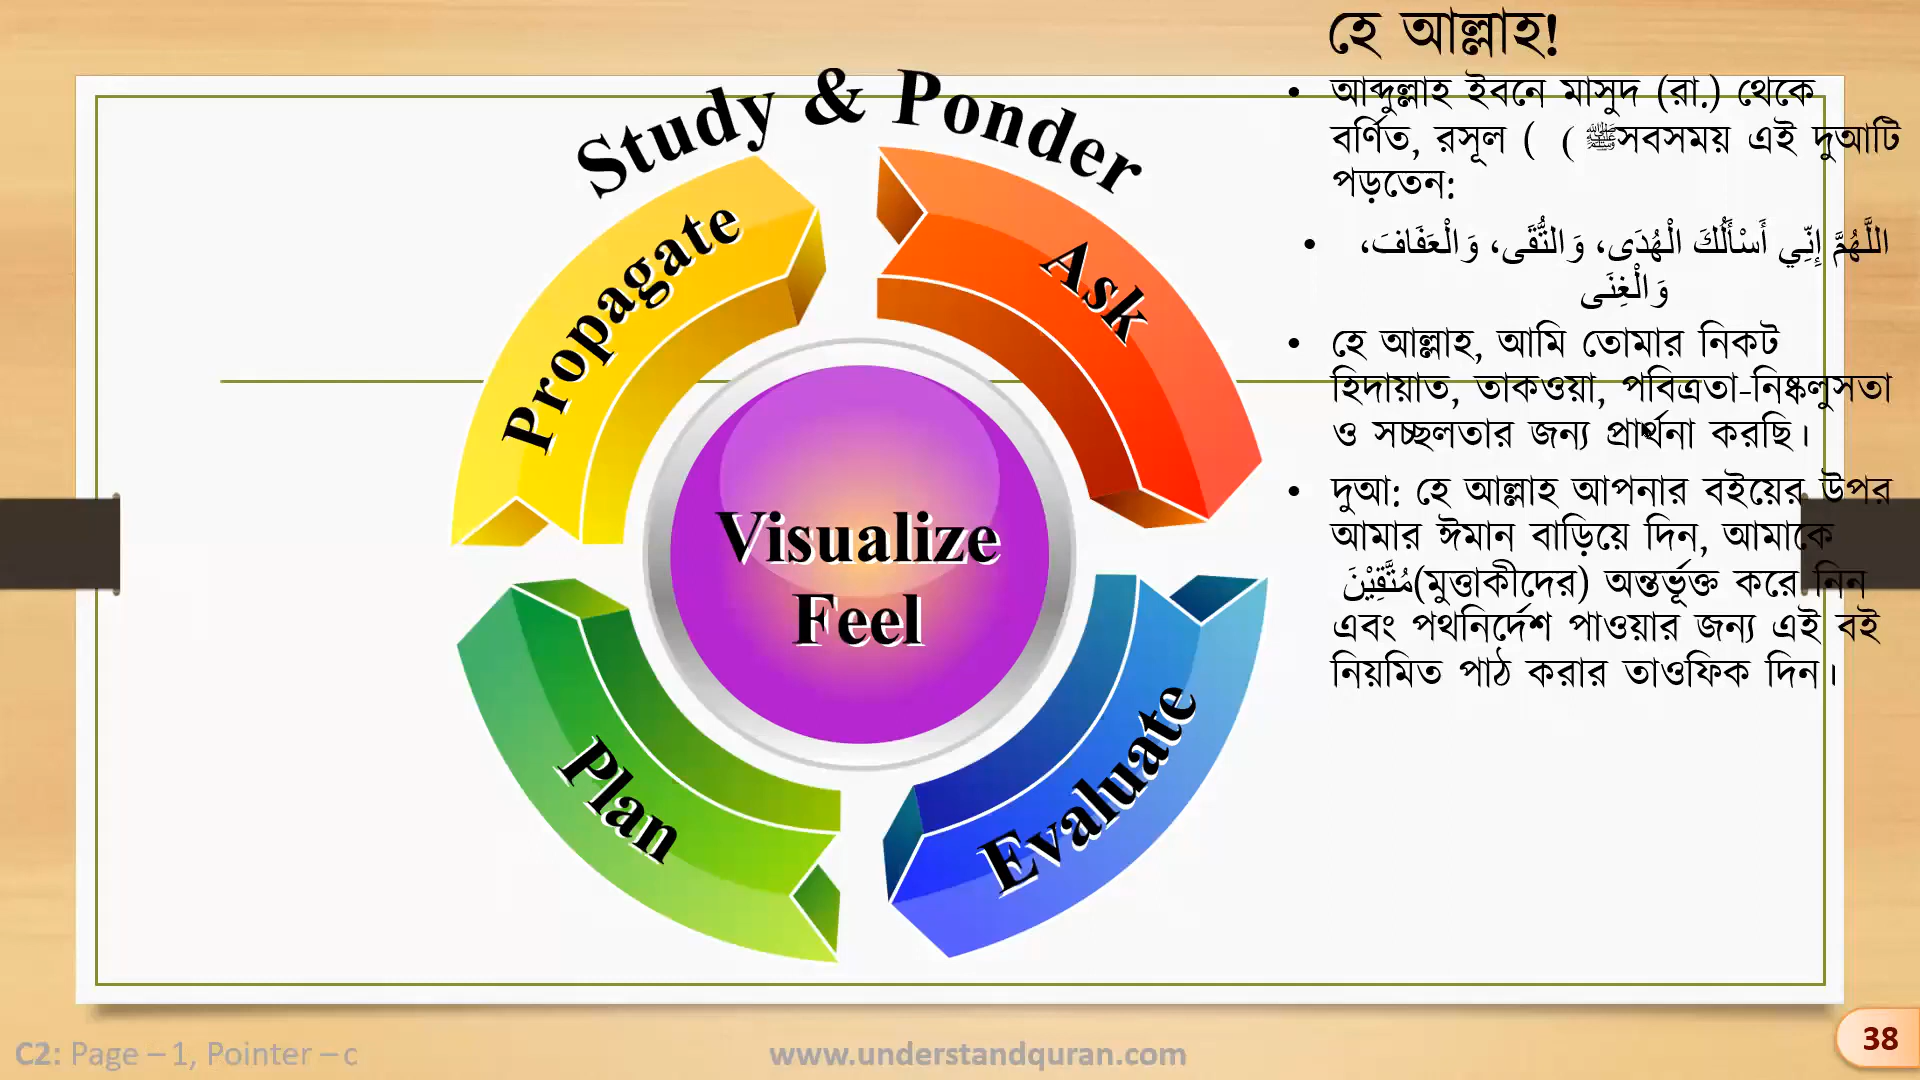 হে আল্লাহ!
Study & Ponder
Propagate
Ask
Visualize
Feel
Plan
Evaluate
• আব্দুল্লাহ ইবনে মাসুদ (রা.) থেকে
বর্ণিত, রসূল ( ( ﷺসবসময় এই দুআটি
পড়তেন:
• اللَّهُمَّ إِنِّي أَسْأَلُكَ الْهُدَى، وَالتُّقَى، وَالْعَفَافَ،
وَالْغِنَى
• হে আল্লাহ, আমি তোমার নিকট
হিদায়াত, তাকওয়া, পবিত্রতা-নিষ্কলুসতা
ও সচ্ছলতার জন্য প্রার্থনা করছি।
• দুআ: হে আল্লাহ আপনার বইয়ের উপর
আমার ঈমান বাড়িয়ে দিন, আমাকে
مُتَّقِيْنَ(মুত্তাকীদের) অন্তর্ভূক্ত করে নিন
এবং পথনির্দেশ পাওয়ার জন্য এই বই
নিয়মিত পাঠ করার তাওফিক দিন।
C2: Page – 1, Pointer – c
www.understandquran.com
38